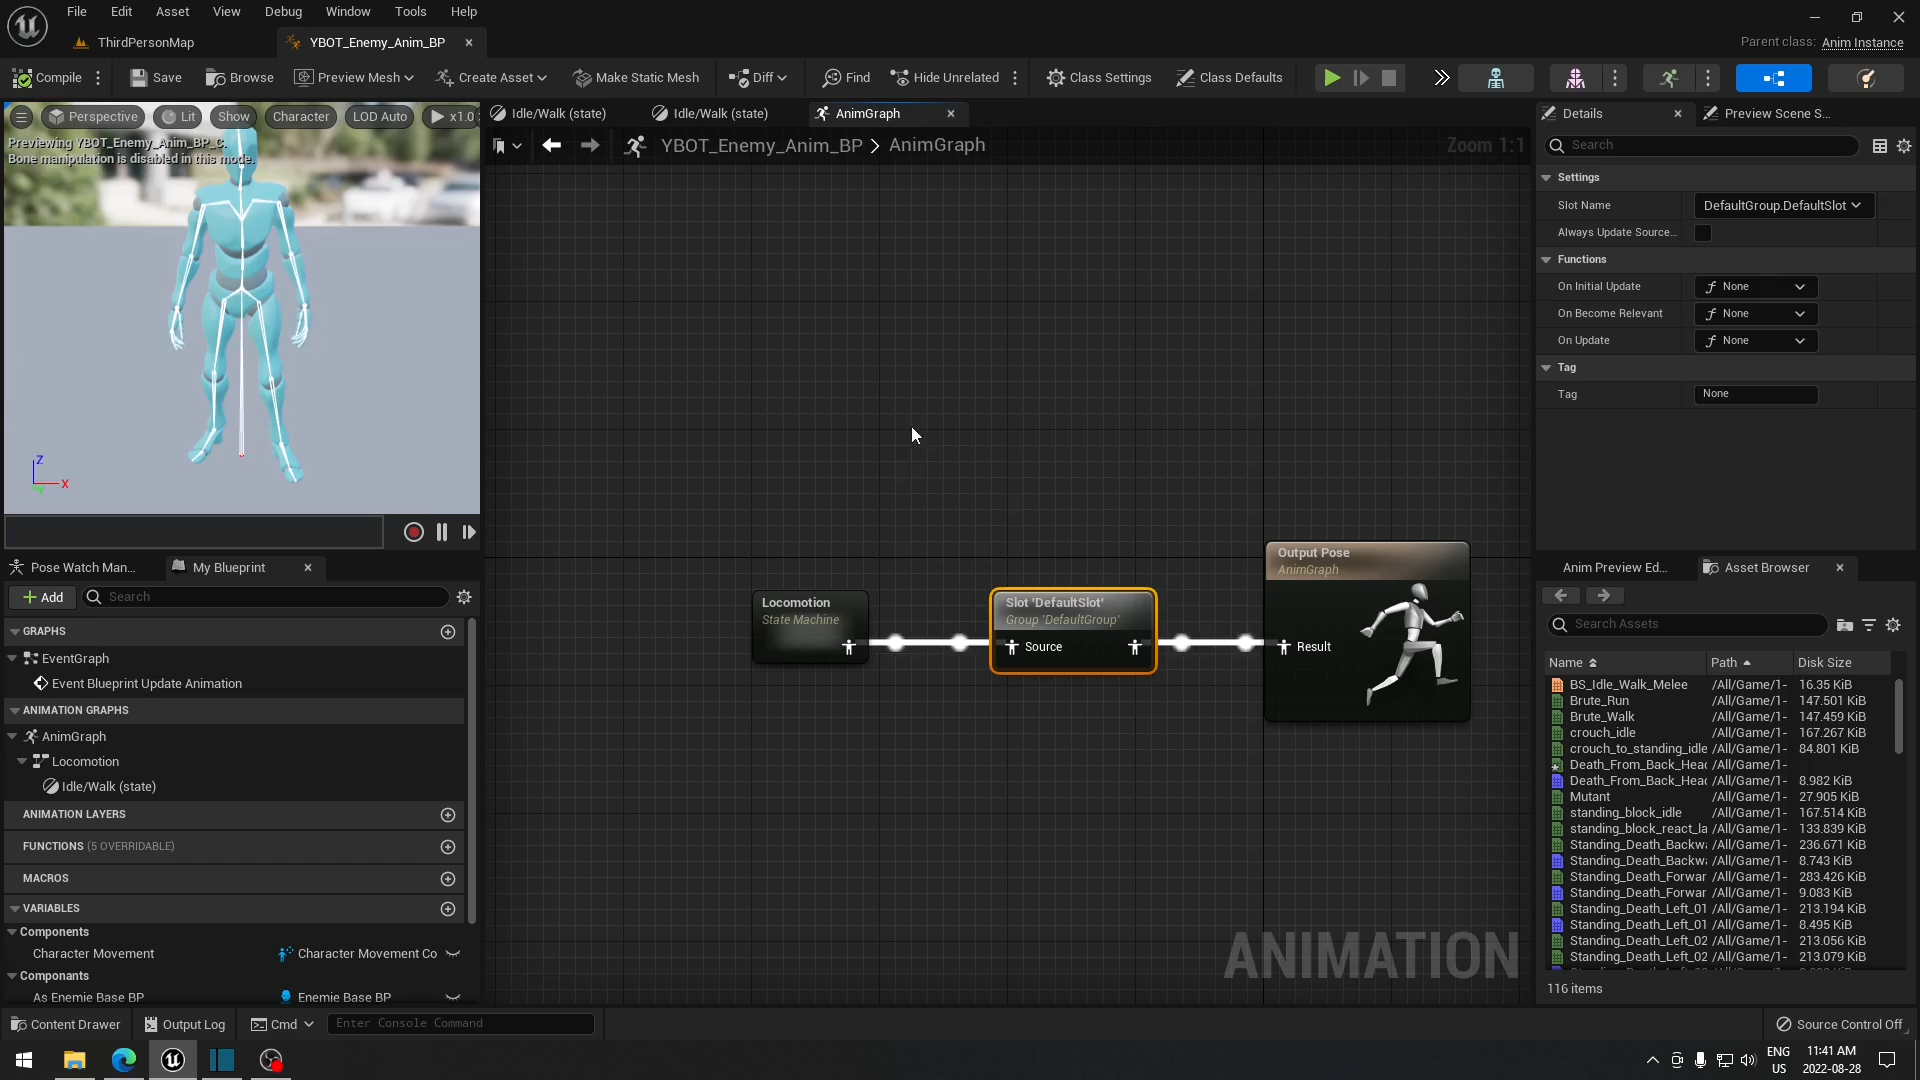 File Edit Asset View Debug Window Tools Help
ThirdPersonMap
YBOT_Enemy_Anim_BP
Parent class: Anim Instance
Compile
Save
Browse
Preview Mesh
Create Asset
Make Static Mesh
Diff
Find
Hide Unrelated
Class Settings
Class Defaults
Perspective
Lit
Show
Character
LOD Auto
x1.0
Previewing YBOT_Enemy_Anim_BP_C.
Bone manipulation is disabled in this mode.
Z
X
Idle/Walk (state)
Idle/Walk (state)
AnimGraph
YBOT_Enemy_Anim_BP > AnimGraph
Zoom 1:1
Locomotion
State Machine
Slot 'DefaultSlot'
Group 'DefaultGroup'
Source
Output Pose
AnimGraph
Result
ANIMATION
Details
Preview Scene S...
Search
Settings
Slot Name
DefaultGroup.DefaultSlot
Always Update Source...
Functions
On Initial Update
None
On Become Relevant
None
On Update
None
Tag
Tag
None
Pose Watch Man...
My Blueprint
Add
Search
GRAPHS
EventGraph
Event Blueprint Update Animation
ANIMATION GRAPHS
AnimGraph
Locomotion
Idle/Walk (state)
ANIMATION LAYERS
FUNCTIONS (5 OVERRIDABLE)
MACROS
VARIABLES
Components
Character Movement
Character Movement Co
Componants
As Enemie Base BP
Enemie Base BP
Anim Preview Ed...
Asset Browser
Search Assets
Name Path Disk Size
BS_Idle_Walk_Melee /All/Game/1- 16.35 KiB
Brute_Run /All/Game/1- 147.501 KiB
Brute_Walk /All/Game/1- 147.459 KiB
crouch_idle /All/Game/1- 167.267 KiB
crouch_to_standing_idle /All/Game/1- 84.801 KiB
Death_From_Back_Head /All/Game/1-
Death_From_Back_Head /All/Game/1- 8.982 KiB
Mutant /All/Game/1- 27.905 KiB
standing_block_idle /All/Game/1- 167.514 KiB
standing_block_react_la /All/Game/1- 133.839 KiB
Standing_Death_Backwa /All/Game/1- 236.671 KiB
Standing_Death_Backwa /All/Game/1- 8.743 KiB
Standing_Death_Forwar /All/Game/1- 283.426 KiB
Standing_Death_Forwar /All/Game/1- 9.083 KiB
Standing_Death_Left_01 /All/Game/1- 213.194 KiB
Standing_Death_Left_01 /All/Game/1- 8.495 KiB
Standing_Death_Left_02 /All/Game/1- 213.056 KiB
Standing_Death_Left_02 /All/Game/1- 213.079 KiB
116 items
Content Drawer
Output Log
Cmd
Enter Console Command
Source Control Off
ENG
US
11:41 AM
2022-08-28